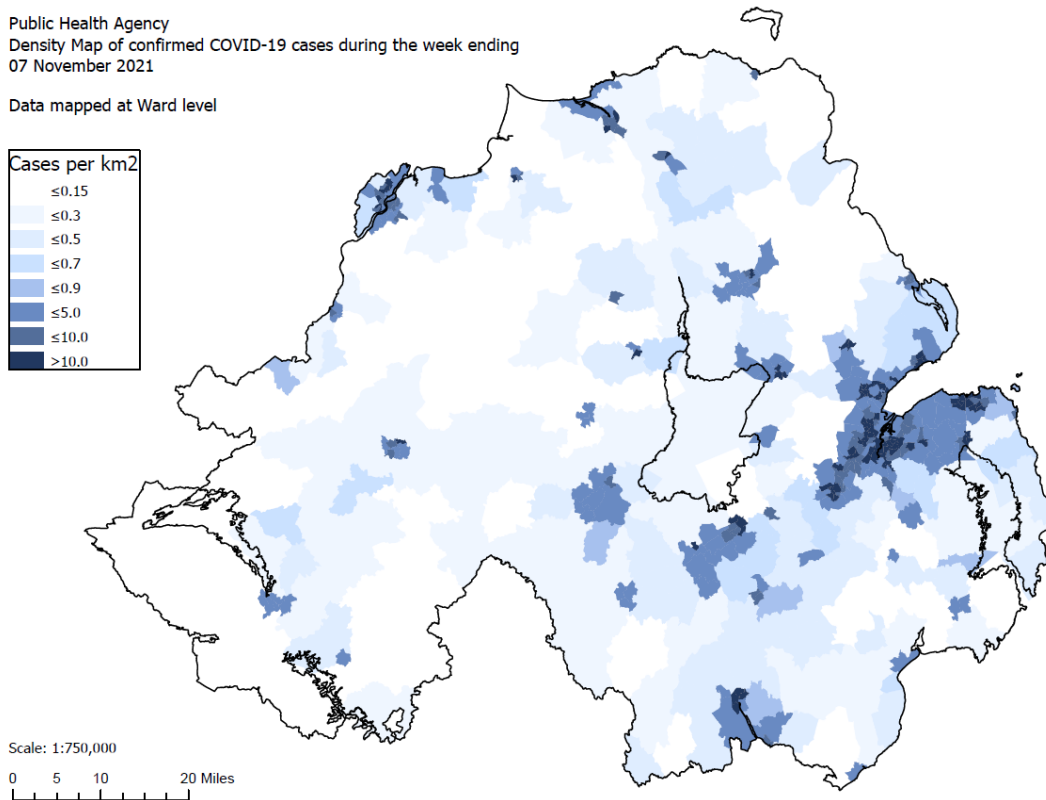 Public Health Agency
Density Map of confirmed COVID-19 cases during the week ending
07 November 2021
Data mapped at Ward level
Cases per km2
≤0.15
≤0.3
≤0.5
≤0.7
≤0.9
≤5.0
≤10.0
>10.0
Scale: 1:750,000
0 5 10 20 Miles